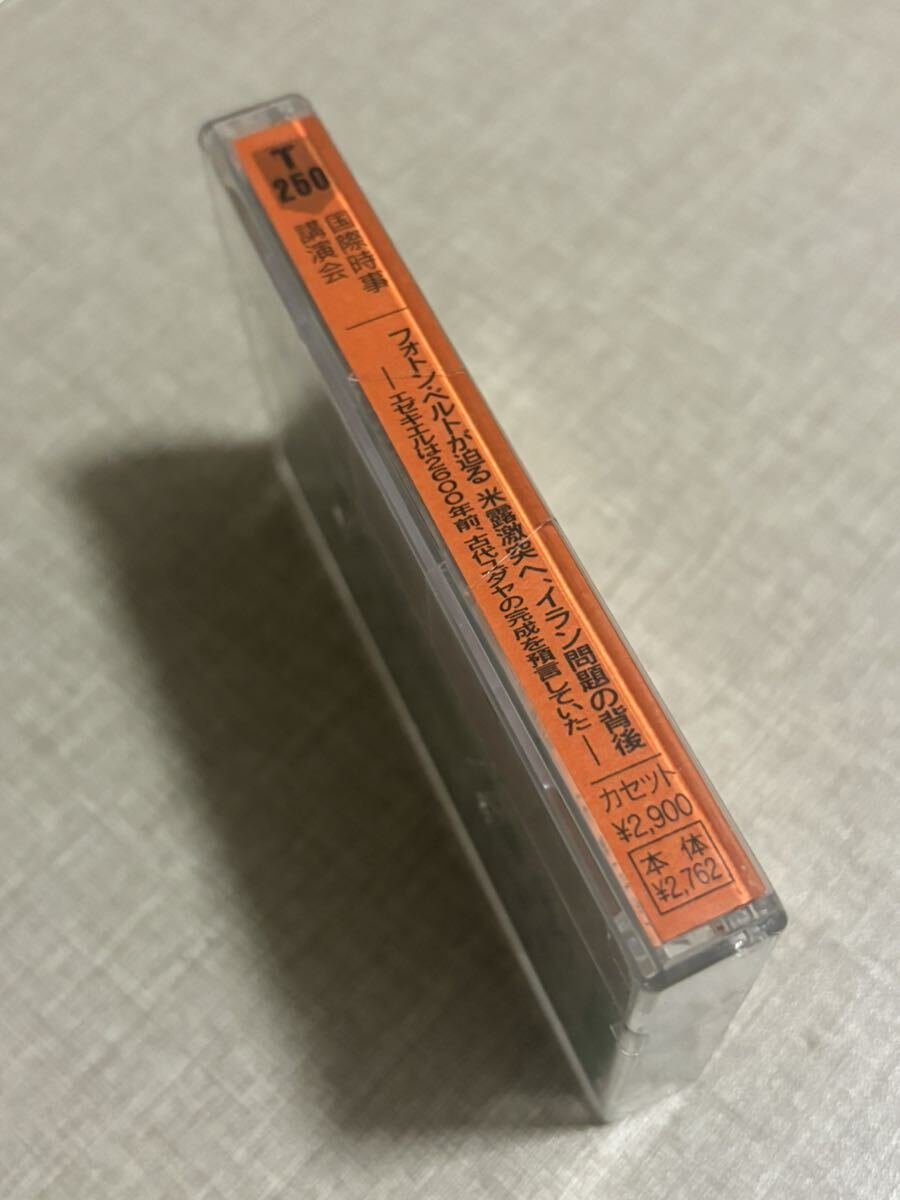 T
250
国際時事
講演会
フォトン・ベルトが迫る 米露激突へ、イラン問題の背後
—エゼキエルは2600年前、古代ユダヤの完成を預言していた—
カセット
¥2,900
本体
¥2,762